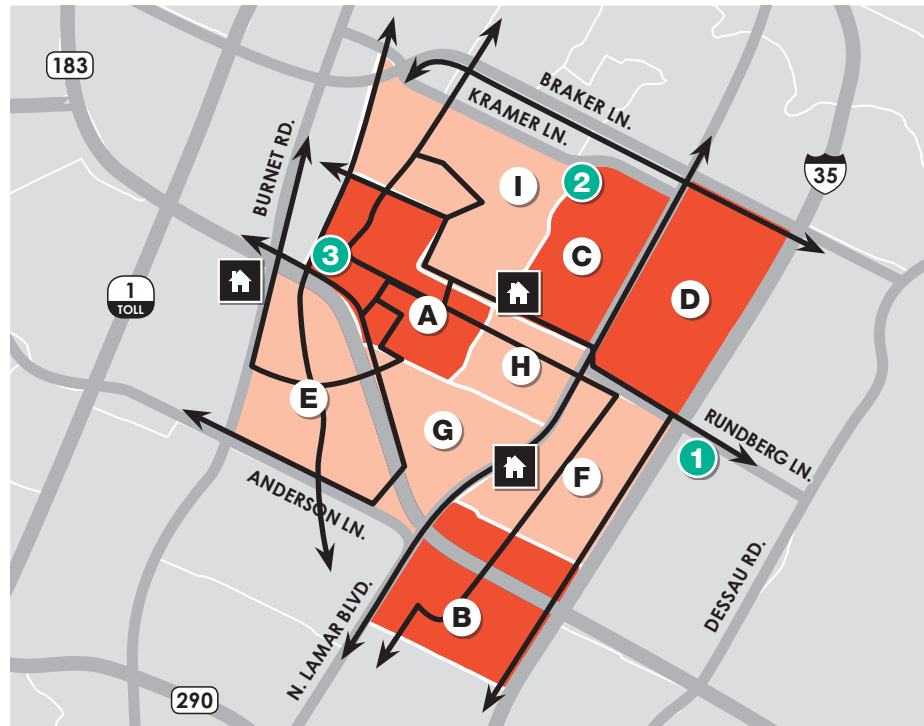 183
BRAKER LN.
KRAMER LN.
BURNET RD.
35
I
2
3
C
1
TOLL
A
D
H
E
G
RUNDBERG LN.
1
F
ANDERSON LN.
DESSAU RD.
B
N. LAMAR BLVD.
290